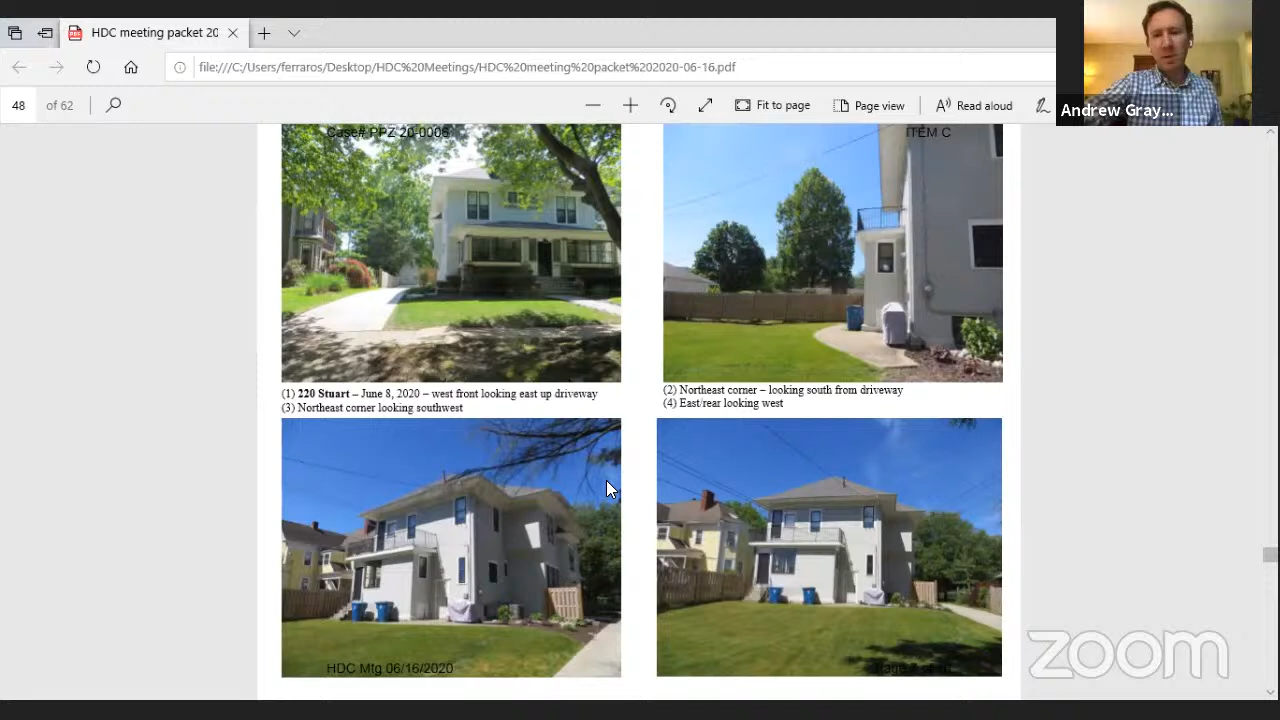 HDC meeting packet 20
file:///C:/Users/ferraros/Desktop/HDC%20Meetings/HDC%20meeting%20packet%202020-06-16.pdf
48 of 62
Fit to page
Page view
Read aloud
Andrew Gray...
Case# PPZ 20-0006
ITEM C
(1) 220 Stuart – June 8, 2020 – west front looking east up driveway
(3) Northeast corner looking southwest
(2) Northeast corner – looking south from driveway
(4) East/rear looking west
HDC Mtg 06/16/2020
Page
zoom